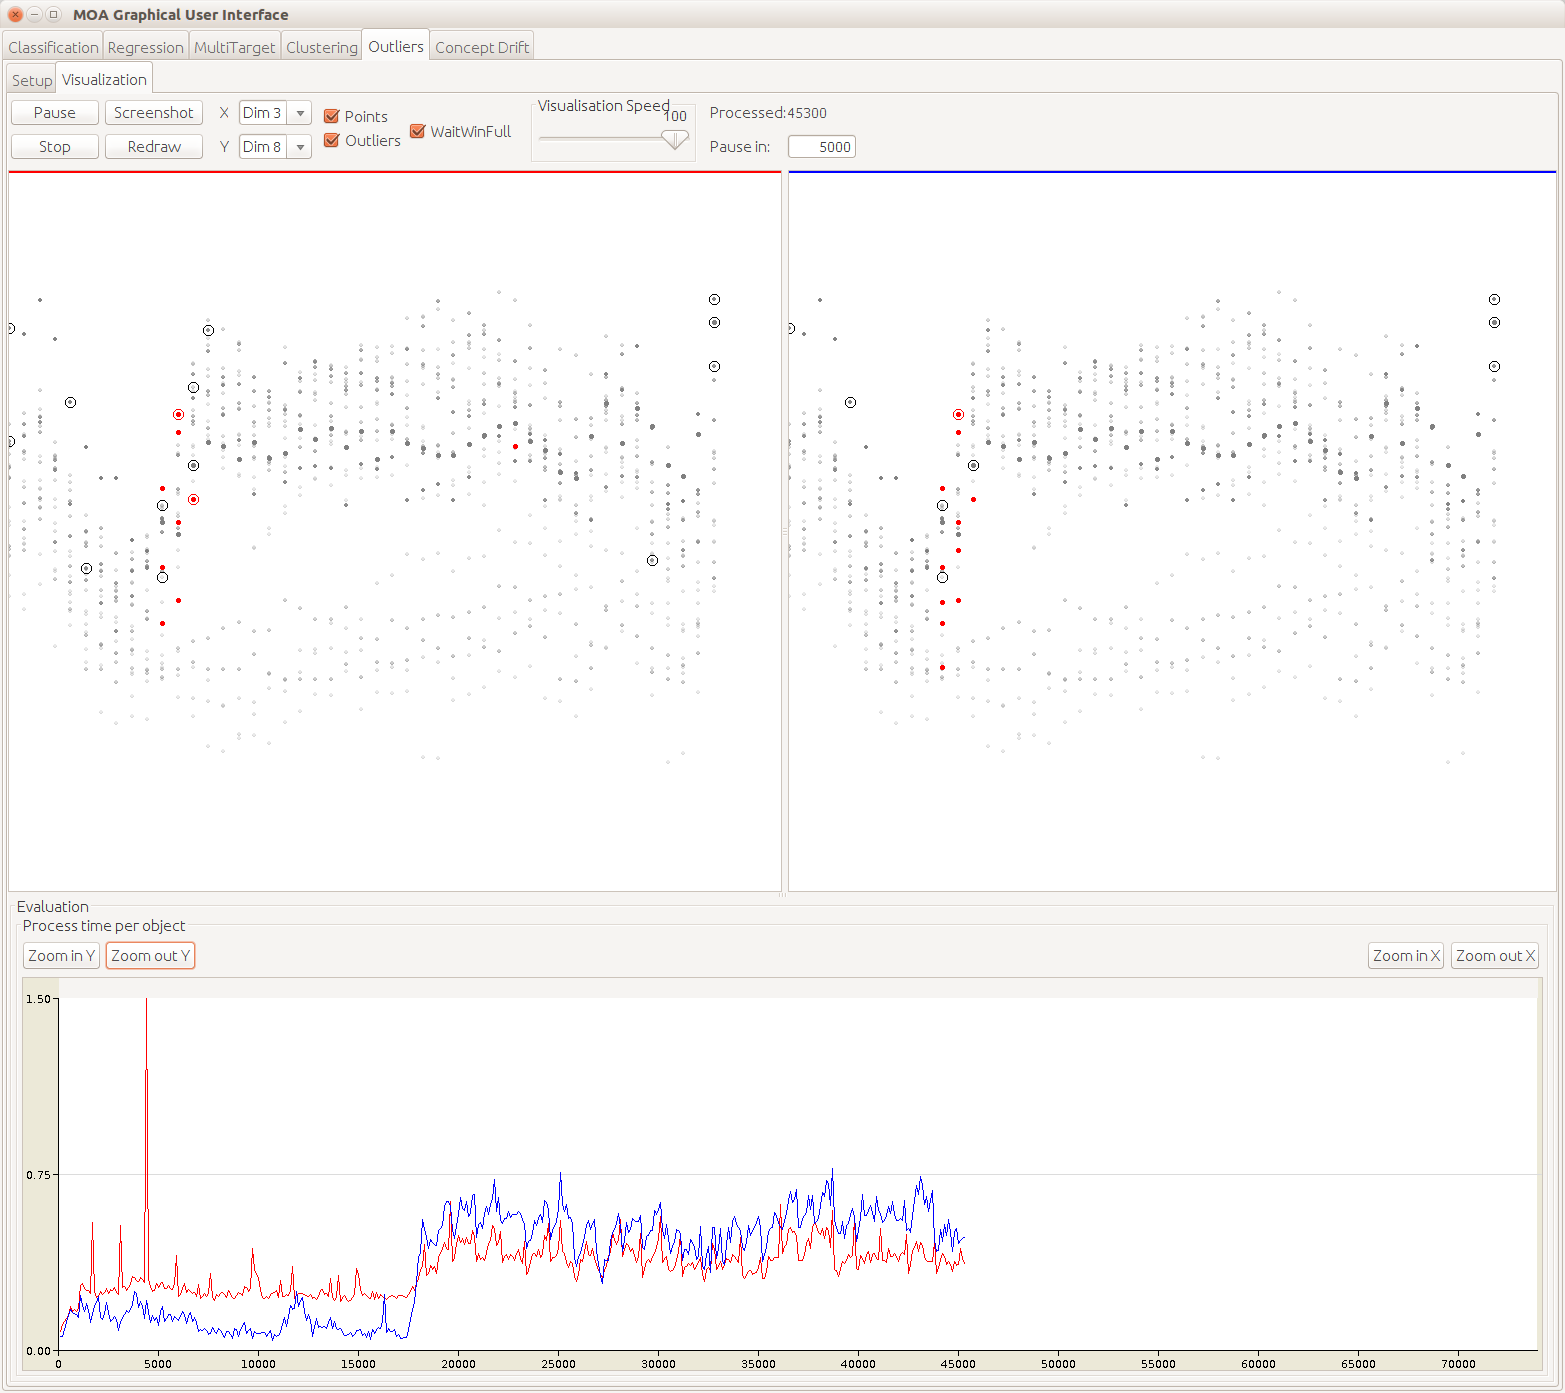 MOA Graphical User Interface
Classification Regression MultiTarget Clustering Outliers Concept Drift
Setup Visualization
Pause Screenshot X Dim 3 Points WaitWinFull Visualisation Speed 100 Processed: 45300
Stop Redraw Y Dim 8 Outliers Pause in: 5000
Evaluation
Process time per object
Zoom in Y Zoom out Y Zoom in X Zoom out X
1.50
0.75
0.00
0 5000 10000 15000 20000 25000 30000 35000 40000 45000 50000 55000 60000 65000 70000